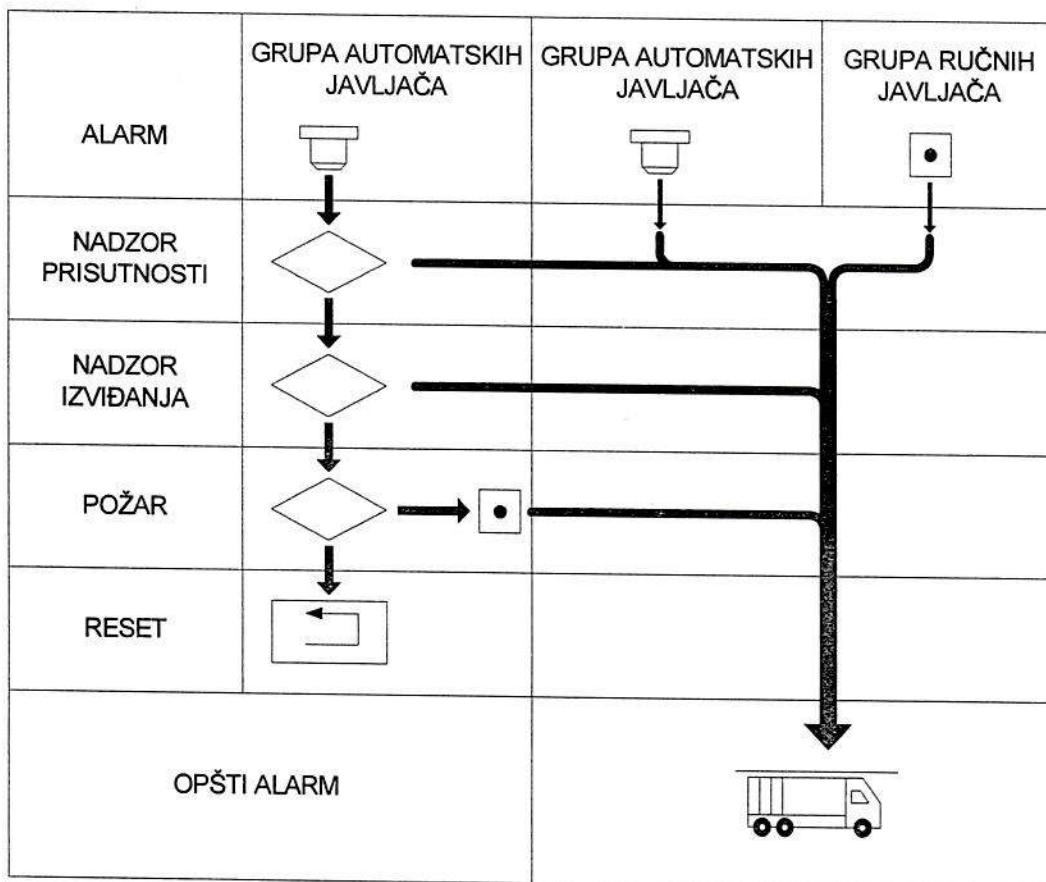 GRUPA AUTOMATSKIH
JAVLJAČA
GRUPA AUTOMATSKIH
JAVLJAČA
GRUPA RUČNIH
JAVLJAČA
ALARM
NADZOR
PRISUTNOSTI
NADZOR
IZVIĐANJA
POŽAR
RESET
OPŠTI ALARM